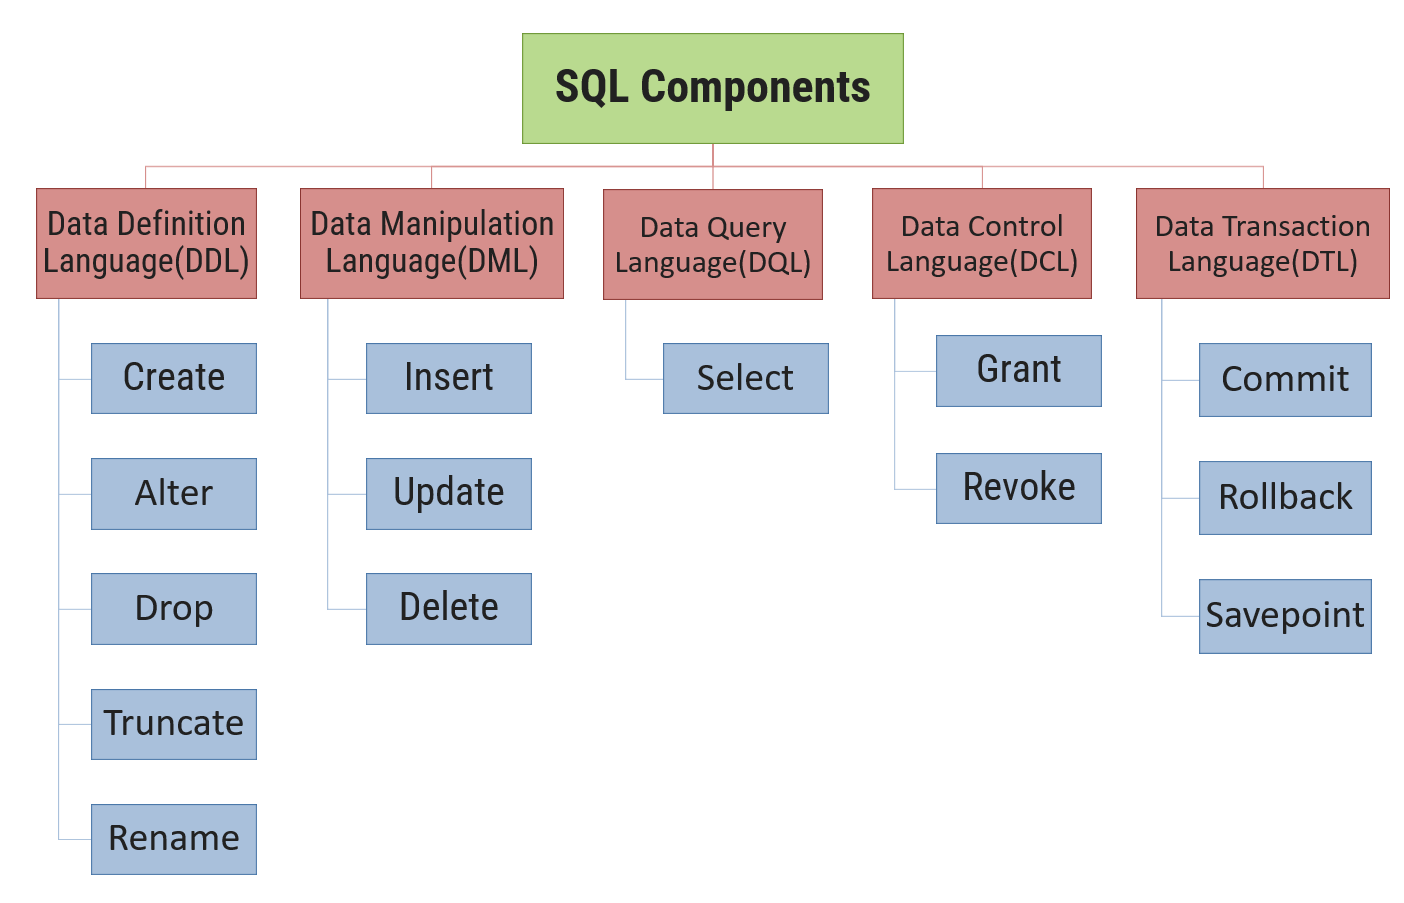 SQL Components
Data Definition
Language(DDL)
Data Manipulation
Language(DML)
Data Query
Language(DQL)
Data Control
Language(DCL)
Data Transaction
Language(DTL)
Create
Alter
Drop
Truncate
Rename
Insert
Update
Delete
Select
Grant
Revoke
Commit
Rollback
Savepoint